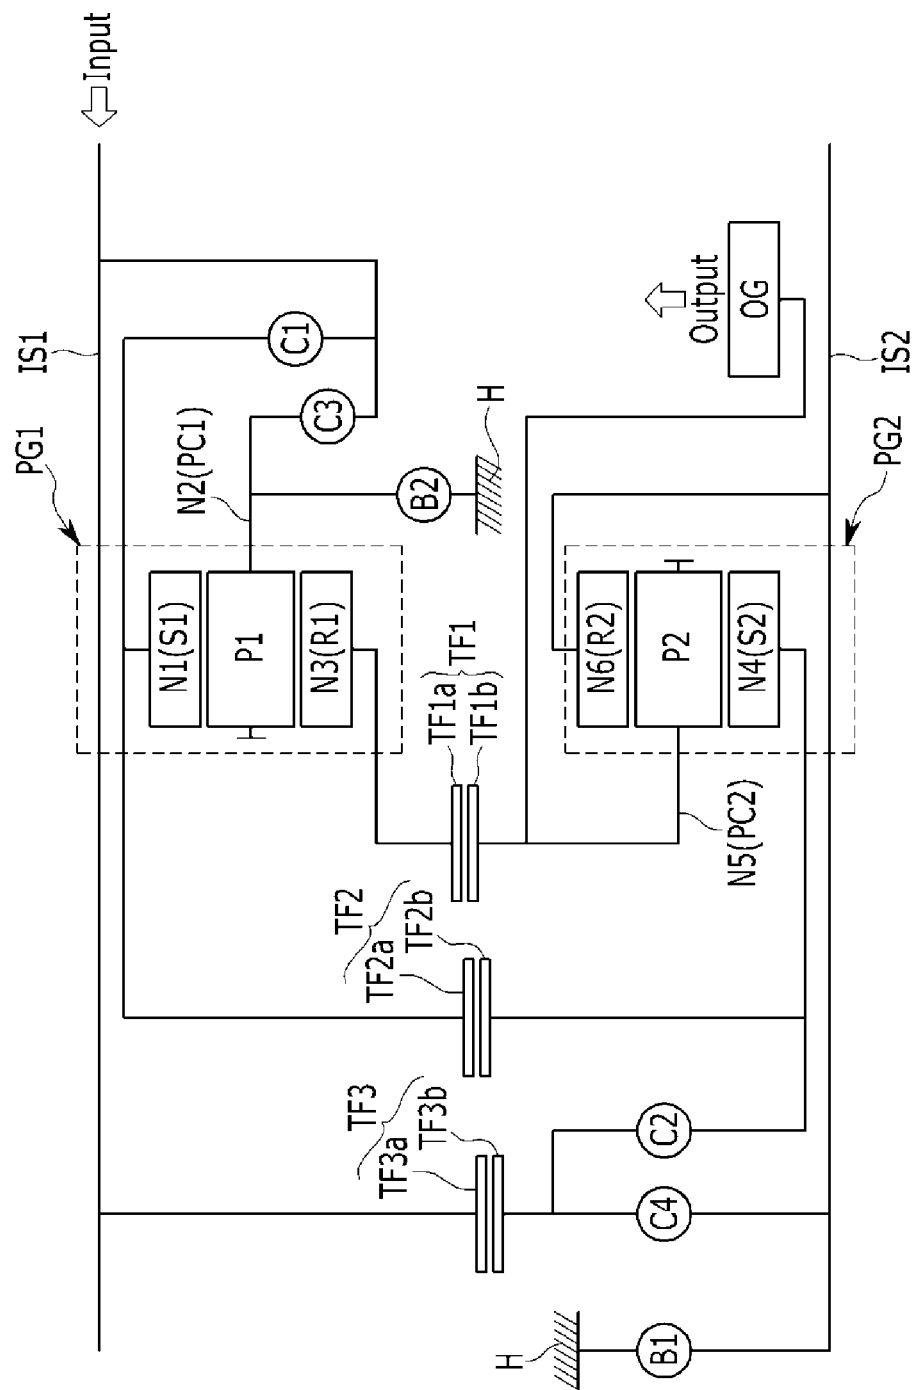 Input
IS1
PG1
C1
C3
N2(PC1)
B2
H
N1(S1)
P1
N3(R1)
TF1
TF1a
TF1b
TF2
TF2a
TF2b
TF3
TF3a
TF3b
Output
OG
IS2
PG2
N6(R2)
P2
N4(S2)
N5(PC2)
C2
C4
H
B1